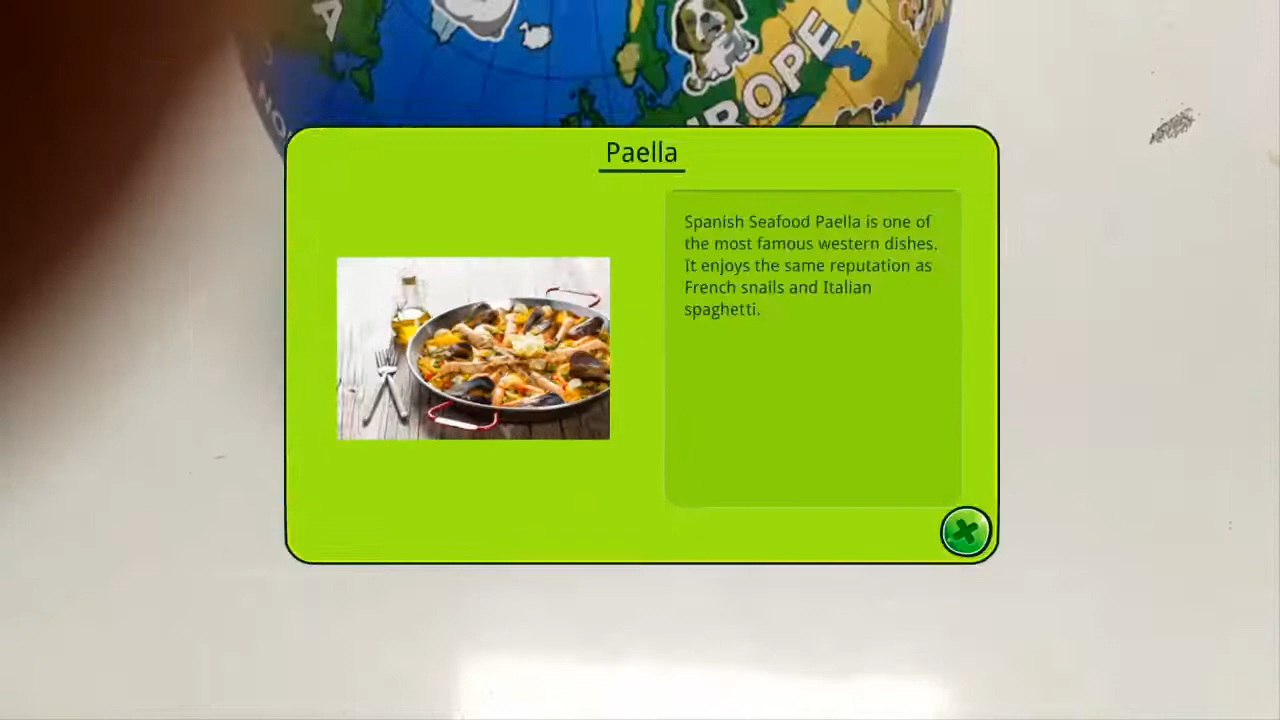 EUROPE
Paella
Spanish Seafood Paella is one of
the most famous western dishes.
It enjoys the same reputation as
French snails and Italian
spaghetti.